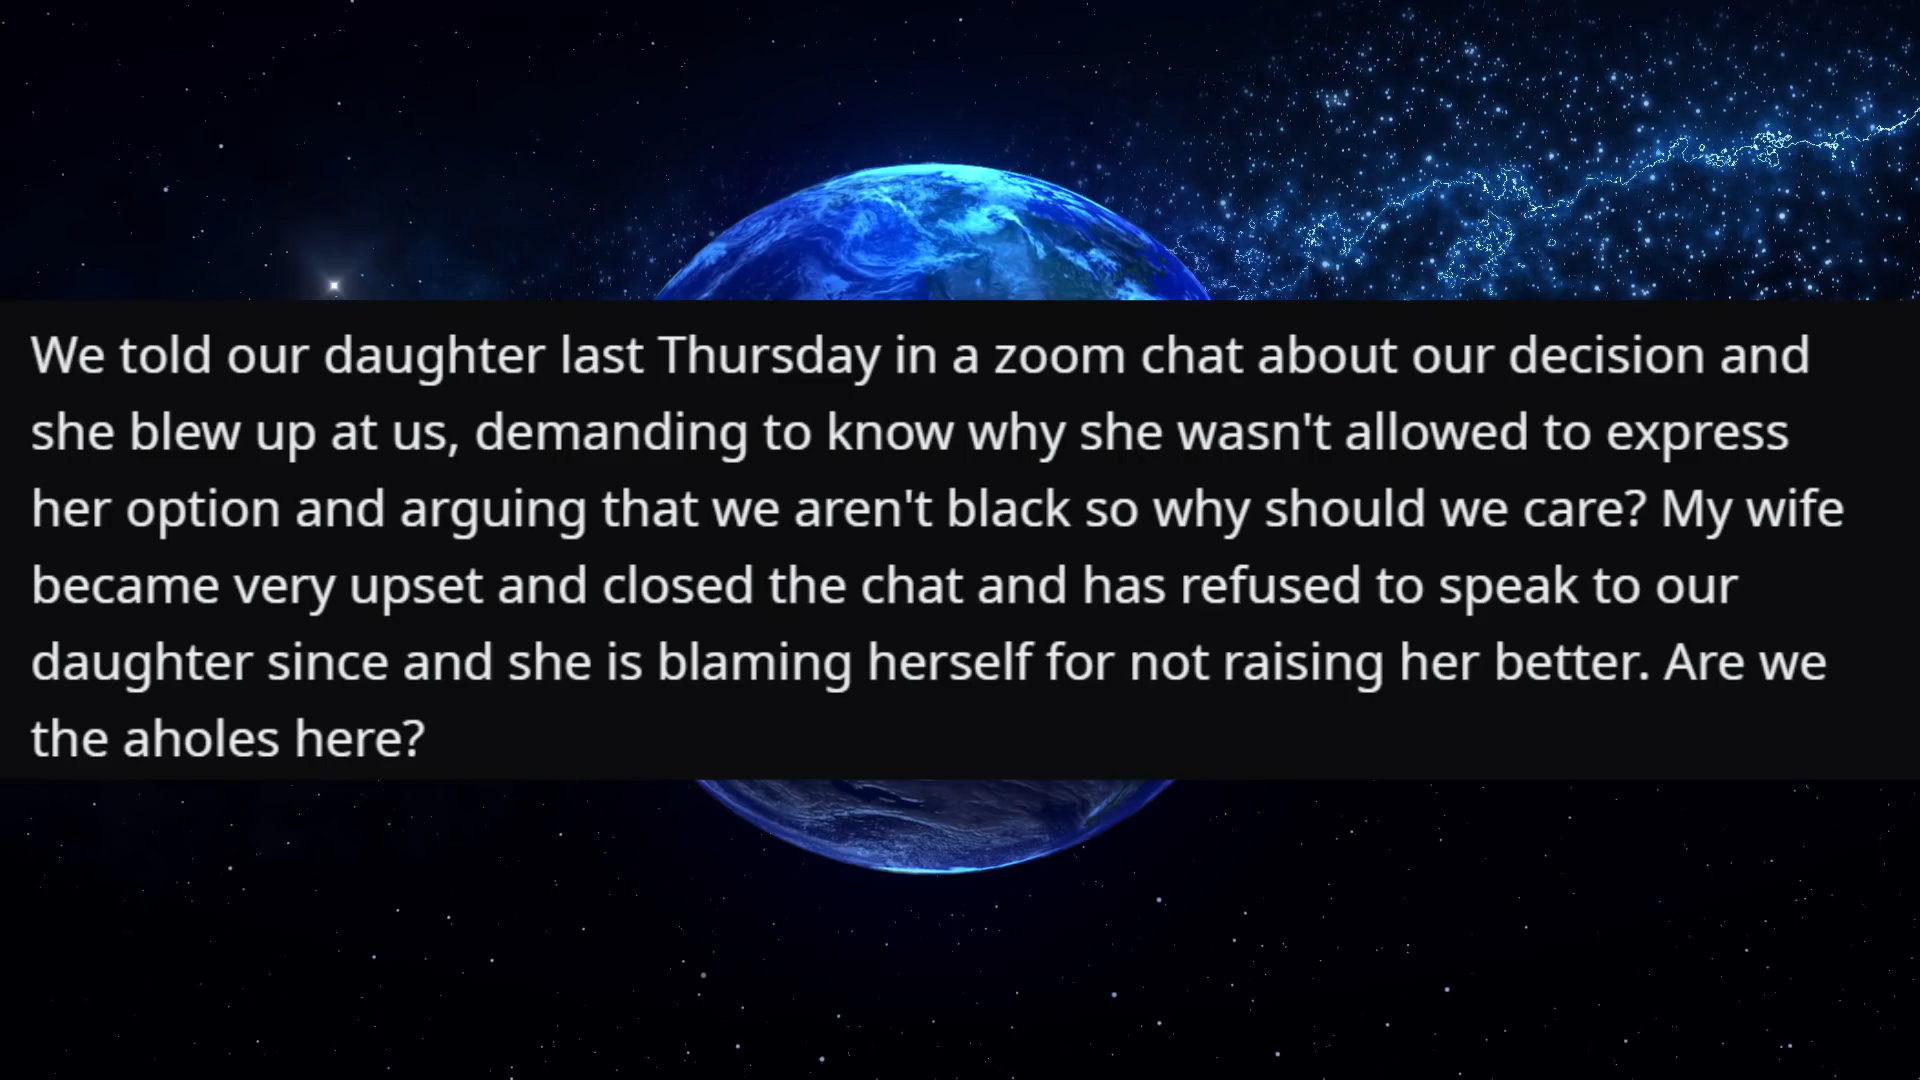 We told our daughter last Thursday in a zoom chat about our decision and
she blew up at us, demanding to know why she wasn't allowed to express
her option and arguing that we aren't black so why should we care? My wife
became very upset and closed the chat and has refused to speak to our
daughter since and she is blaming herself for not raising her better. Are we
the aholes here?